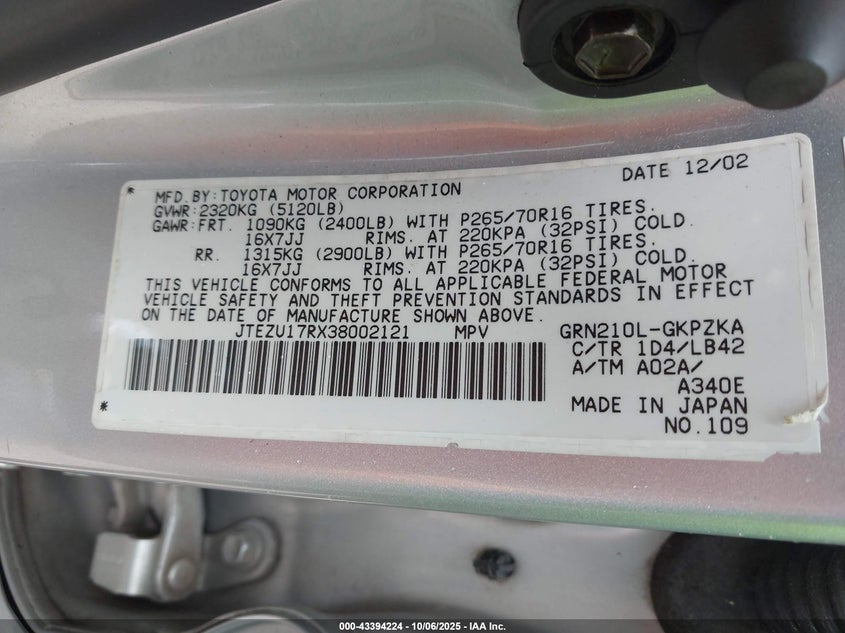 DATE 12/02
MFD.BY:TOYOTA MOTOR CORPORATION
GVWR:2320KG (5120LB)
GAWR:FRT. 1090KG (2400LB) WITH P265/70R16 TIRES.
16X7JJ RIMS. AT 220KPA (32PSI) COLD.
RR. 1315KG (2900LB) WITH P265/70R16 TIRES.
16X7JJ RIMS. AT 220KPA (32PSI) COLD.
THIS VEHICLE CONFORMS TO ALL APPLICABLE FEDERAL MOTOR
VEHICLE SAFETY AND THEFT PREVENTION STANDARDS IN EFFECT
ON THE DATE OF MANUFACTURE SHOWN ABOVE.
JTEZU17RX38002121 MPV GRN210L-GKPZKA
C/TR 1D4/LB42
A/TM A02A/
A340E
MADE IN JAPAN
NO.109
000-43394224 - 10/06/2025 - IAA Inc.